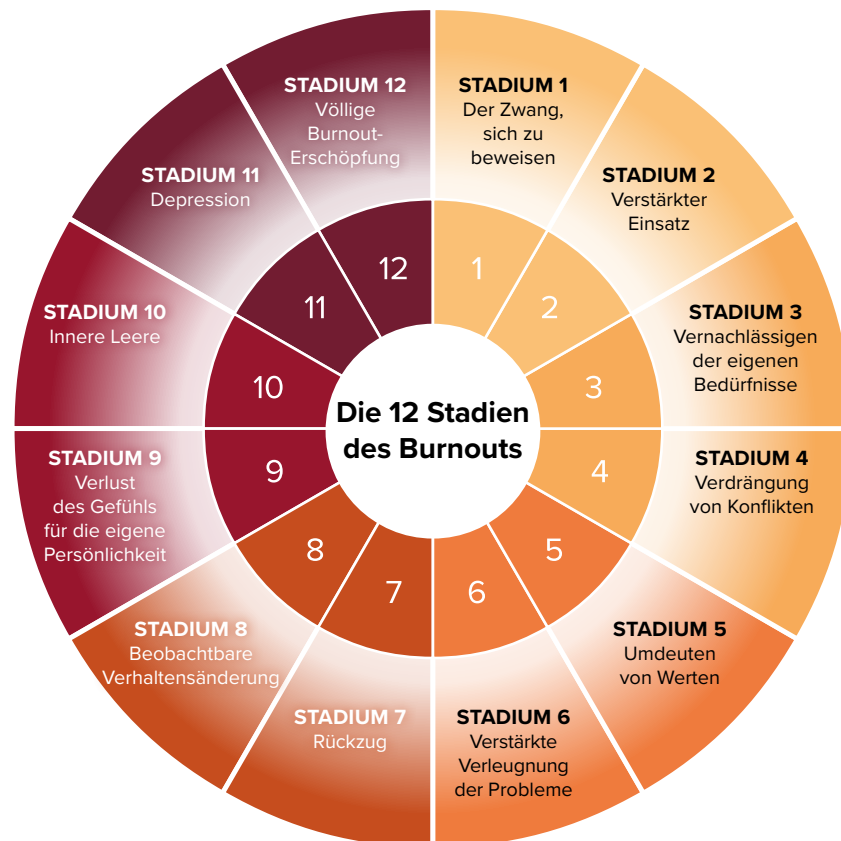 Die 12 Stadien
des Burnouts
STADIUM 1
Der Zwang,
sich zu
beweisen
STADIUM 2
Verstärkter
Einsatz
STADIUM 3
Vernachlässigen
der eigenen
Bedürfnisse
STADIUM 4
Verdrängung
von Konflikten
STADIUM 5
Umdeuten
von Werten
STADIUM 6
Verstärkte
Verleugnung
der Probleme
STADIUM 7
Rückzug
STADIUM 8
Beobachtbare
Verhaltensänderung
STADIUM 9
Verlust
des Gefühls
für die eigene
Persönlichkeit
STADIUM 10
Innere Leere
STADIUM 11
Depression
STADIUM 12
Völlige
Burnout-
Erschöpfung
1
2
3
4
5
6
7
8
9
10
11
12